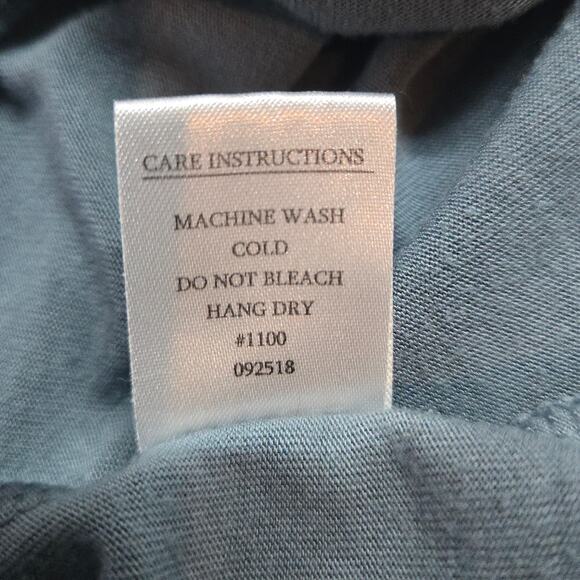 CARE INSTRUCTIONS
MACHINE WASH
COLD
DO NOT BLEACH
HANG DRY
#1100
092518